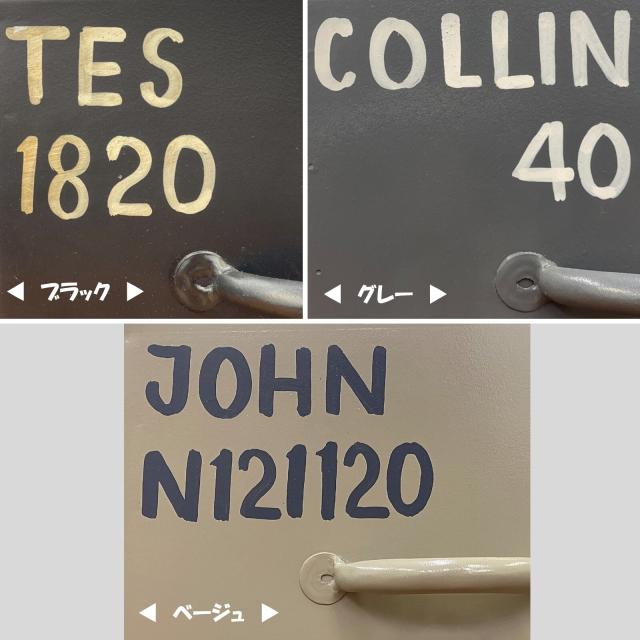 TES
1820
◀ ブラック ▶
COLLIN
40
◀ グレー ▶
JOHN
N121120
◀ ベージュ ▶